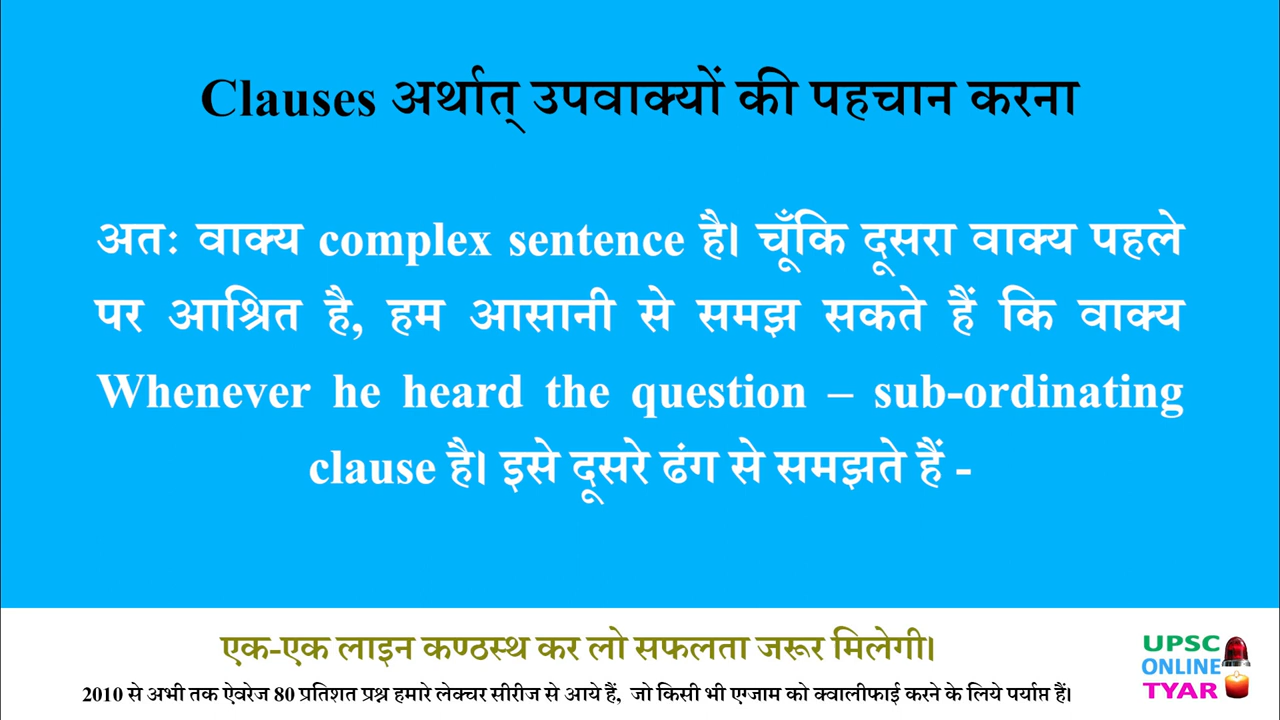 Clauses अर्थात् उपवाक्यों की पहचान करना
अतः वाक्य complex sentence है। चूँकि दूसरा वाक्य पहले
पर आश्रित है, हम आसानी से समझ सकते हैं कि वाक्य
Whenever he heard the question – sub-ordinating
clause है। इसे दूसरे ढंग से समझते हैं -
एक-एक लाइन कण्ठस्थ कर लो सफलता जरूर मिलेगी।
2010 से अभी तक ऐवरेज 80 प्रतिशत प्रश्न हमारे लेक्चर सीरीज से आये हैं, जो किसी भी एग्जाम को क्वालीफाई करने के लिये पर्याप्त हैं।
UPSC
ONLINE
TYAR